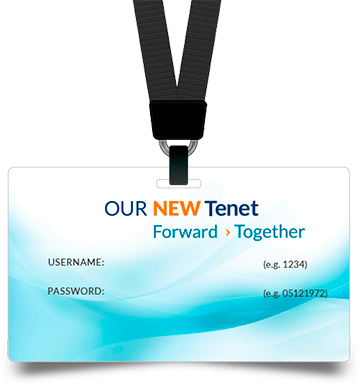 OUR NEW Tenet
Forward › Together
USERNAME: (e.g. 1234)
PASSWORD: (e.g. 05121972)